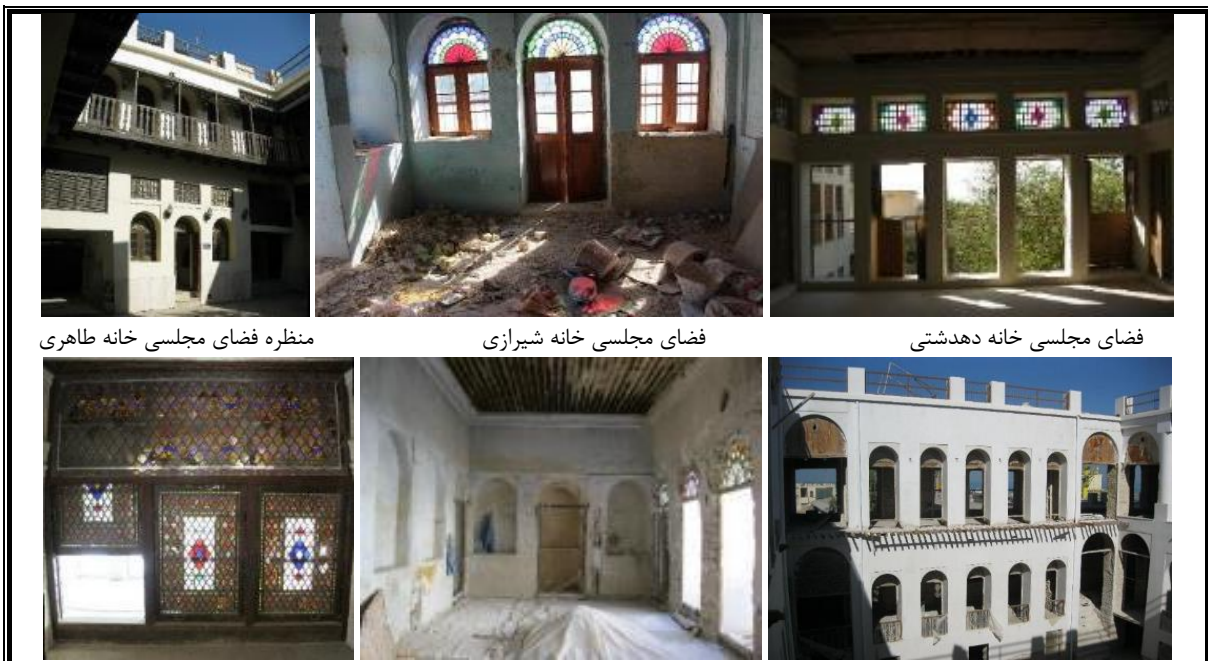 فضای مجلسی خانه دهدشتی
فضای مجلسی خانه شیرازی
منظره فضای مجلسی خانه طاهری